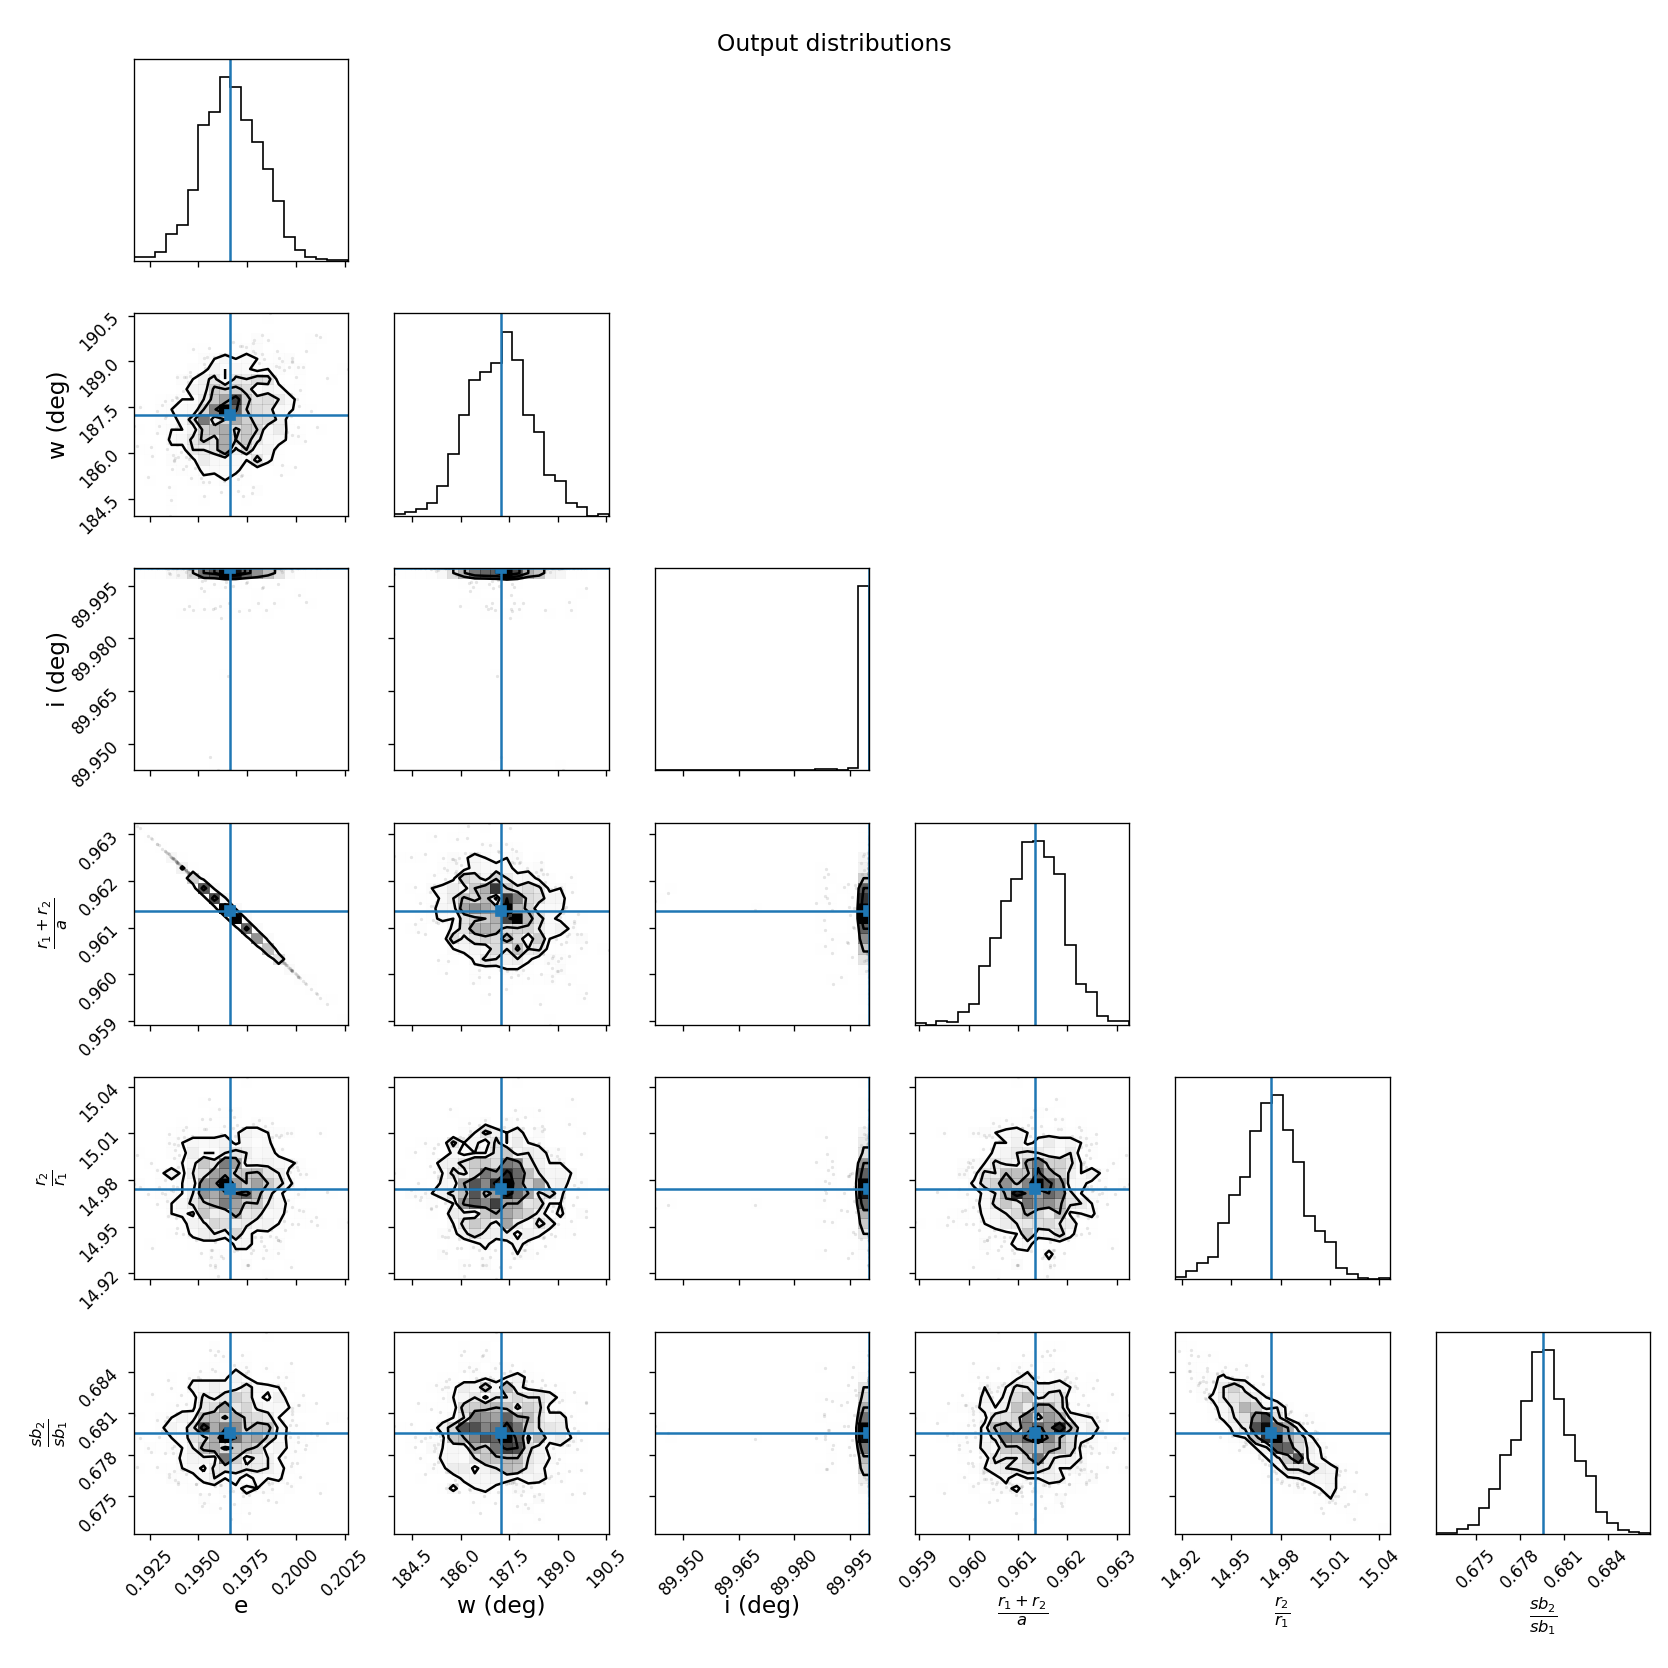 Output distributions
190.5
189.0
187.5
186.0
184.5
w (deg)
89.995
89.980
89.965
89.950
i (deg)
0.963
0.962
0.961
0.960
0.959
r₁ + r₂
a
15.04
15.01
14.98
14.95
14.92
r₂
r₁
0.684
0.681
0.678
0.675
sb₂
sb₁
0.1925 0.1950 0.1975 0.2000 0.2025 184.5 186.0 187.5 189.0 190.5 89.950 89.965 89.980 89.995 0.959 0.960 0.961 0.962 0.963 14.92 14.95 14.98 15.01 15.04 0.675 0.678 0.681 0.684
e w (deg) i (deg) r₁ + r₂ r₂ sb₂
a r₁ sb₁